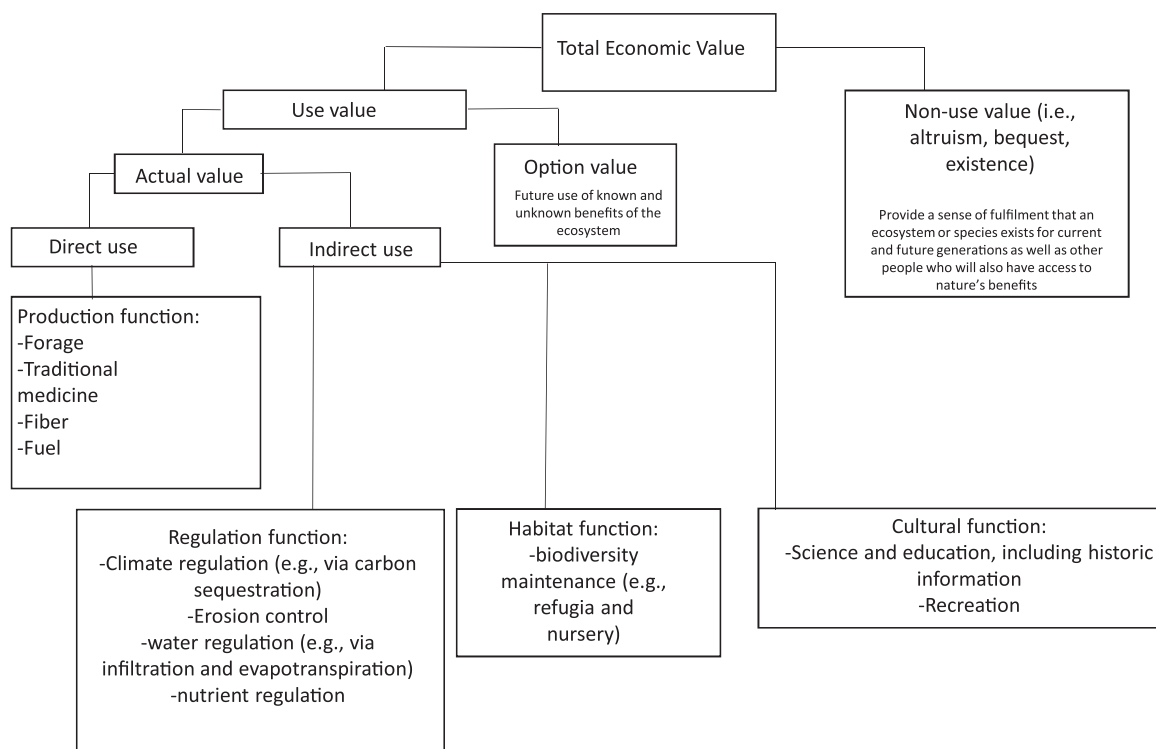 Total Economic Value
Use value
Non-use value (i.e.,
altruism, bequest,
existence)
Provide a sense of fulfilment that an
ecosystem or species exists for current
and future generations as well as other
people who will also have access to
nature’s benefits
Actual value
Option value
Future use of known and
unknown benefits of the
ecosystem
Direct use
Indirect use
Production function:
-Forage
-Traditional
medicine
-Fiber
-Fuel
Regulation function:
-Climate regulation (e.g., via carbon
sequestration)
-Erosion control
-water regulation (e.g., via
infiltration and evapotranspiration)
-nutrient regulation
Habitat function:
-biodiversity
maintenance (e.g.,
refugia and
nursery)
Cultural function:
-Science and education, including historic
information
-Recreation